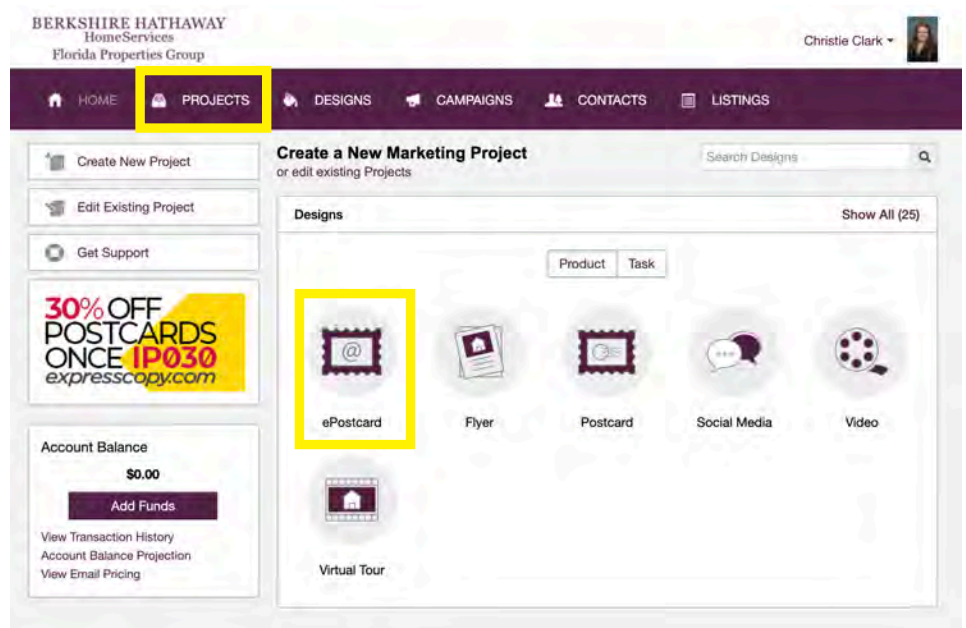 BERKSHIRE HATHAWAY
HomeServices
Florida Properties Group
Christie Clark
HOME PROJECTS DESIGNS CAMPAIGNS CONTACTS LISTINGS
Create New Project
Edit Existing Project
Get Support
30% OFF
POSTCARDS
ONCE IP030
expresscopy.com
Account Balance
$0.00
Add Funds
View Transaction History
Account Balance Projection
View Email Pricing
Create a New Marketing Project
or edit existing Projects
Search Designs
Designs Show All (25)
Product Task
@
ePostcard Flyer Postcard Social Media Video
Virtual Tour